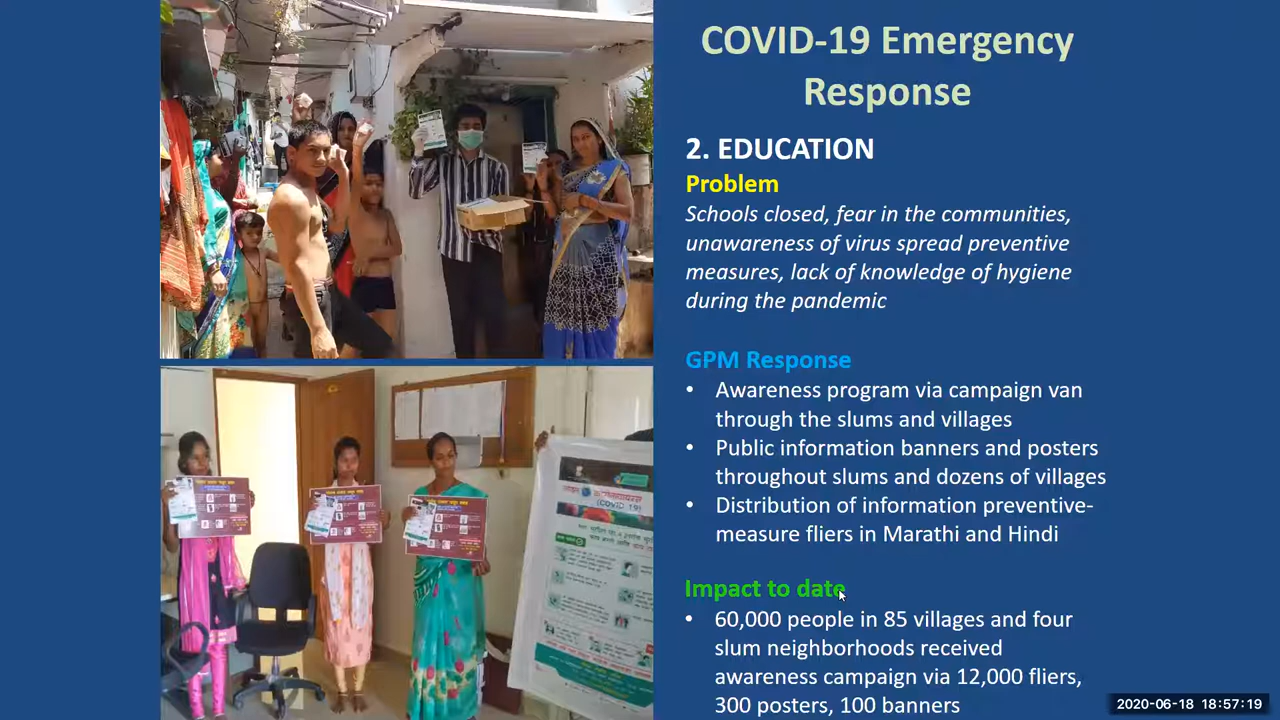 COVID-19 Emergency
Response
2. EDUCATION
Problem
Schools closed, fear in the communities,
unawareness of virus spread preventive
measures, lack of knowledge of hygiene
during the pandemic
GPM Response
• Awareness program via campaign van
through the slums and villages
• Public information banners and posters
throughout slums and dozens of villages
• Distribution of information preventive-
measure fliers in Marathi and Hindi
Impact to date
• 60,000 people in 85 villages and four
slum neighborhoods received
awareness campaign via 12,000 fliers,
300 posters, 100 banners
(COVID 19)
2020-06-18 18:57:19